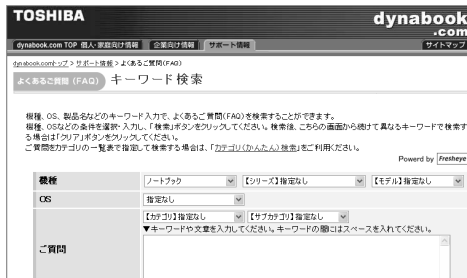 TOSHIBA
dynabook
.com
dynabook.com TOP 個人・家庭向け情報 企業向け情報 サポート情報 サイトマップ
dynabook.comトップ > サポート情報 > よくあるご質問(FAQ)
よくあるご質問 (FAQ) キーワード検索
機種、OS、製品名などのキーワード入力で、よくあるご質問(FAQ)を検索することができます。
機種、OSなどの条件を選択・入力し、「検索」ボタンをクリックしてください。検索後、こちらの画面から続けて異なるキーワードで検索す
る場合は「クリア」ボタンをクリックしてください。
ご質問をカテゴリの一覧表で指定して検索する場合は、「カテゴリ(かんたん)検索」をご利用ください。
Powerd by Fresheye
機種 ノートブック 【シリーズ】指定なし 【モデル】指定なし
OS 指定なし
【カテゴリ】指定なし 【サブカテゴリ】指定なし
▼キーワードや文章を入力してください。キーワードの間にはスペースを入れてください。
ご質問